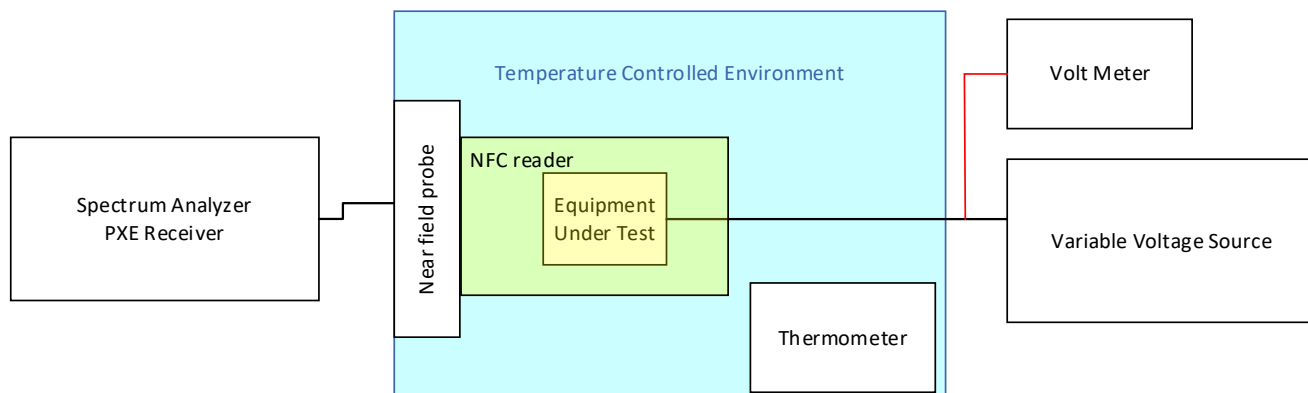 Temperature Controlled Environment
Volt Meter
Spectrum Analyzer
PXE Receiver
Near field probe
NFC reader
Equipment
Under Test
Variable Voltage Source
Thermometer